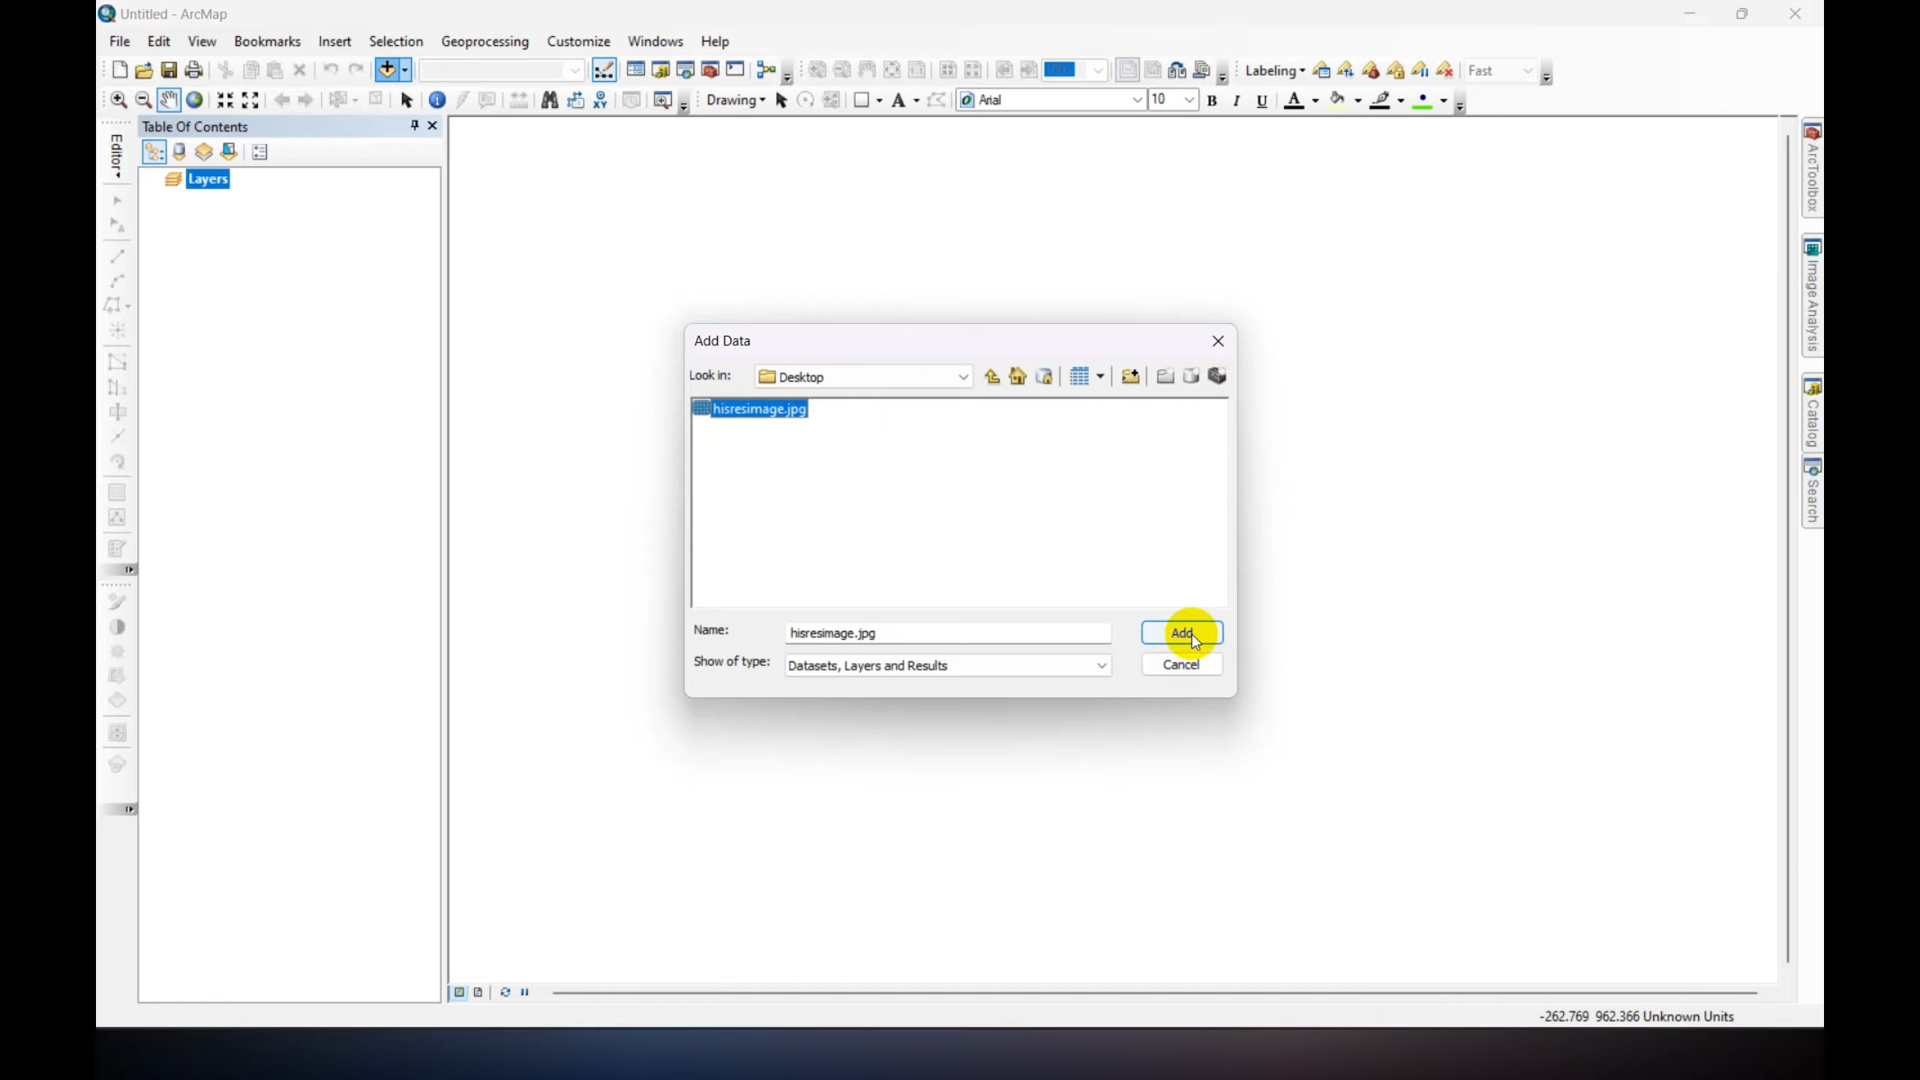 Untitled - ArcMap
File Edit View Bookmarks Insert Selection Geoprocessing Customize Windows Help
Labeling Fast
Drawing A Arial 10 B I U A
Editor
Table Of Contents
Layers
Add Data
Look in: Desktop
hisresimage.jpg
Name: hisresimage.jpg Add
Show of type: Datasets, Layers and Results Cancel
ArcToolbox
Image Analysis
Catalog
Search
-262.769 962.366 Unknown Units